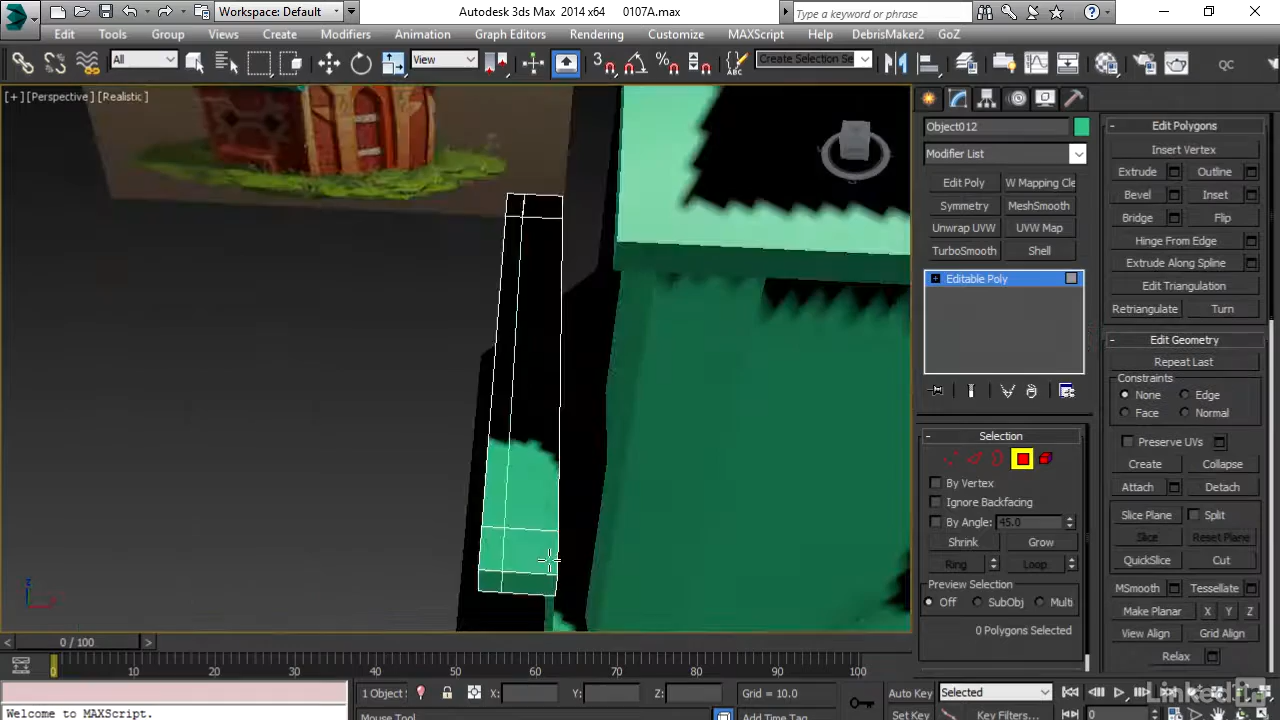 Workspace: Default
Autodesk 3ds Max 2014 x64 0107A.max
Type a keyword or phrase
Edit Tools Group Views Create Modifiers Animation Graph Editors Rendering Customize MAXScript Help DebrisMaker2 GoZ
All View Create Selection Se QC
[+] [Perspective] [Realistic]
Object012
Modifier List
Edit Poly W Mapping Cle
Symmetry MeshSmooth
Unwrap UVW UVW Map
TurboSmooth Shell
Editable Poly
Selection
By Vertex
Ignore Backfacing
By Angle: 45.0
Shrink Grow
Ring Loop
Preview Selection
Off SubObj Multi
0 Polygons Selected
Edit Polygons
Insert Vertex
Extrude Outline
Bevel Inset
Bridge Flip
Hinge From Edge
Extrude Along Spline
Edit Triangulation
Retriangulate Turn
Edit Geometry
Repeat Last
Constraints
None Edge
Face Normal
Preserve UVs
Create Collapse
Attach Detach
Slice Plane Split
Slice Reset Plane
QuickSlice Cut
MSmooth Tessellate
Make Planar X Y Z
View Align Grid Align
Relax
0 / 100
0 10 20 30 40 50 60 70 80 90 100
1 Object X: Y: Z: Grid = 10.0 Auto Key Selected
Welcome to MAXScript. Mouse Tool Add Time Tag Set Key Key Filters... 0
LinkedIn